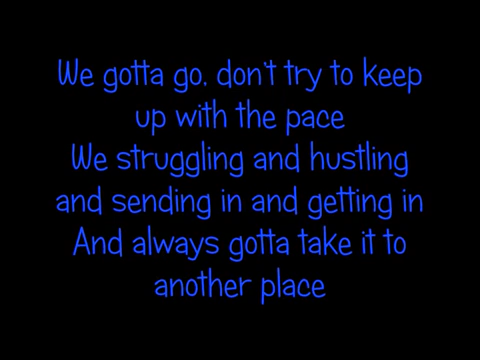 We gotta go, don't try to keep
up with the pace
We struggling and hustling
and sending in and getting in
And always gotta take it to
another place